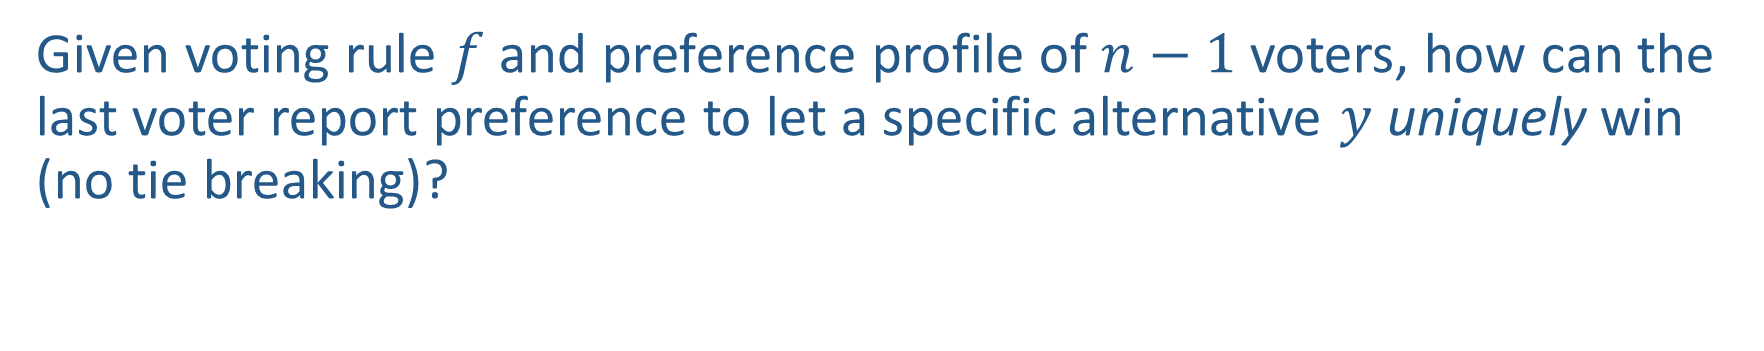 Given voting rule f and preference profile of n − 1 voters, how can the
last voter report preference to let a specific alternative y uniquely win
(no tie breaking)?